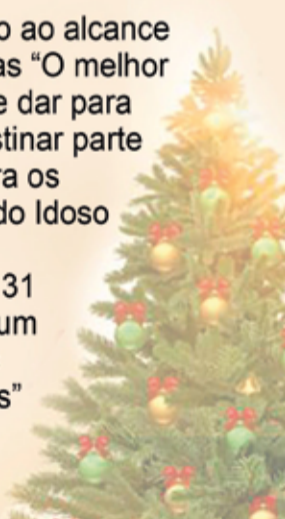 o ao alcance
as “O melhor
e dar para
stinar parte
ra os
do Idoso
31
um
s”